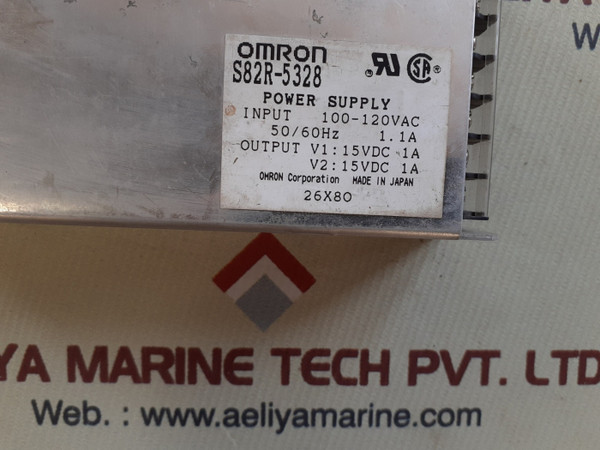 OMRON
S82R-5328
POWER SUPPLY
INPUT 100-120VAC
50/60Hz 1.1A
OUTPUT V1:15VDC 1A
V2:15VDC 1A
OMRON Corporation MADE IN JAPAN
26X80
YA MARINE TECH PVT. LTD
Web. : www.aeliyamarine.com